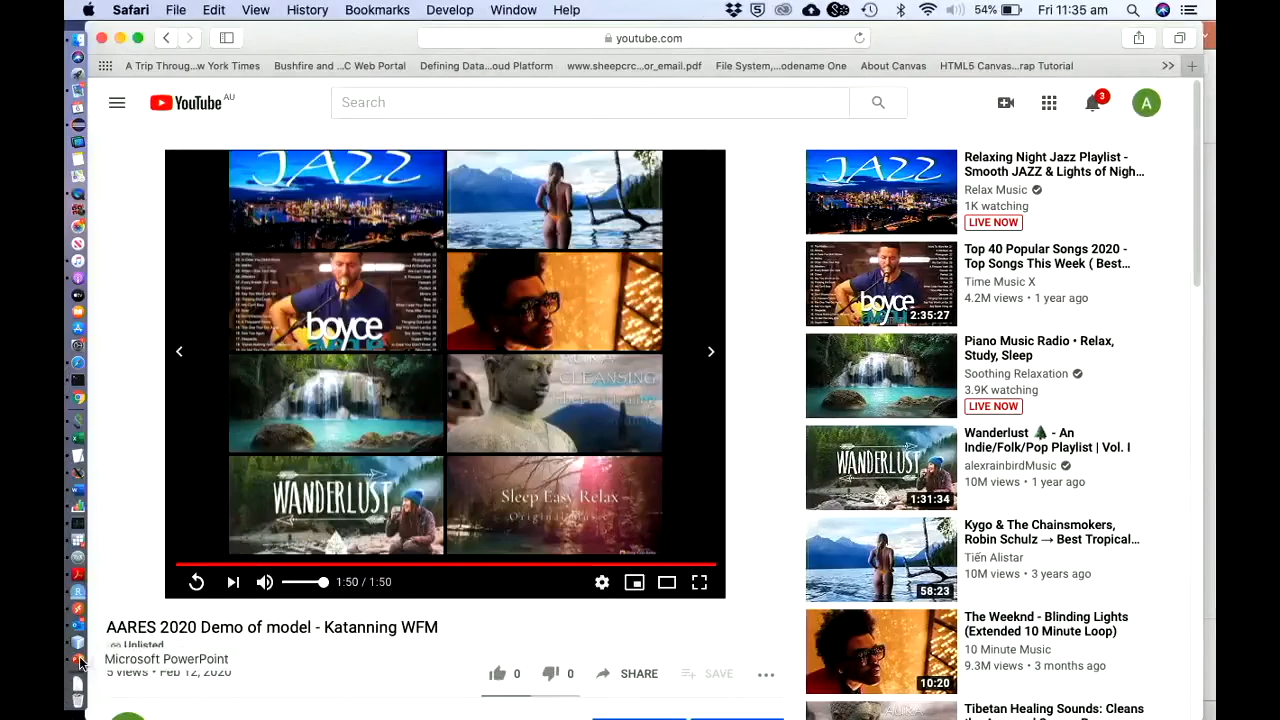 Safari File Edit View History Bookmarks Develop Window Help 54% Fri 11:35 am
youtube.com
A Trip Throug...w York Times Bushfire and ...C Web Portal Defining Data...oud Platform www.sheepcrc...or_email.pdf File System,...odename One About Canvas HTML5 Canvas...rap Tutorial >>
YouTube AU
Search
3
A
JAZZ
boyce
CLEANSING
WANDERLUST
Sleep Easy Relax
Original Music
1:50 / 1:50
AARES 2020 Demo of model - Katanning WFM
Unlisted
Microsoft PowerPoint
5 views • Feb 12, 2020
0 0 SHARE SAVE
JAZZ
Relaxing Night Jazz Playlist -
Smooth JAZZ & Lights of Nigh...
Relax Music
1K watching
LIVE NOW
boyce
2:35:27
Top 40 Popular Songs 2020 -
Top Songs This Week ( Best...
Time Music X
4.2M views • 1 year ago
Piano Music Radio • Relax,
Study, Sleep
Soothing Relaxation
3.9K watching
LIVE NOW
WANDERLUST
1:31:34
Wanderlust 🌲 - An
Indie/Folk/Pop Playlist | Vol. I
alexrainbirdMusic
10M views • 1 year ago
58:23
Kygo & The Chainsmokers,
Robin Schulz → Best Tropical...
Tiến Alistar
10M views • 3 years ago
10:20
The Weeknd - Blinding Lights
(Extended 10 Minute Loop)
10 Minute Music
9.3M views • 3 months ago
Tibetan Healing Sounds: Cleans